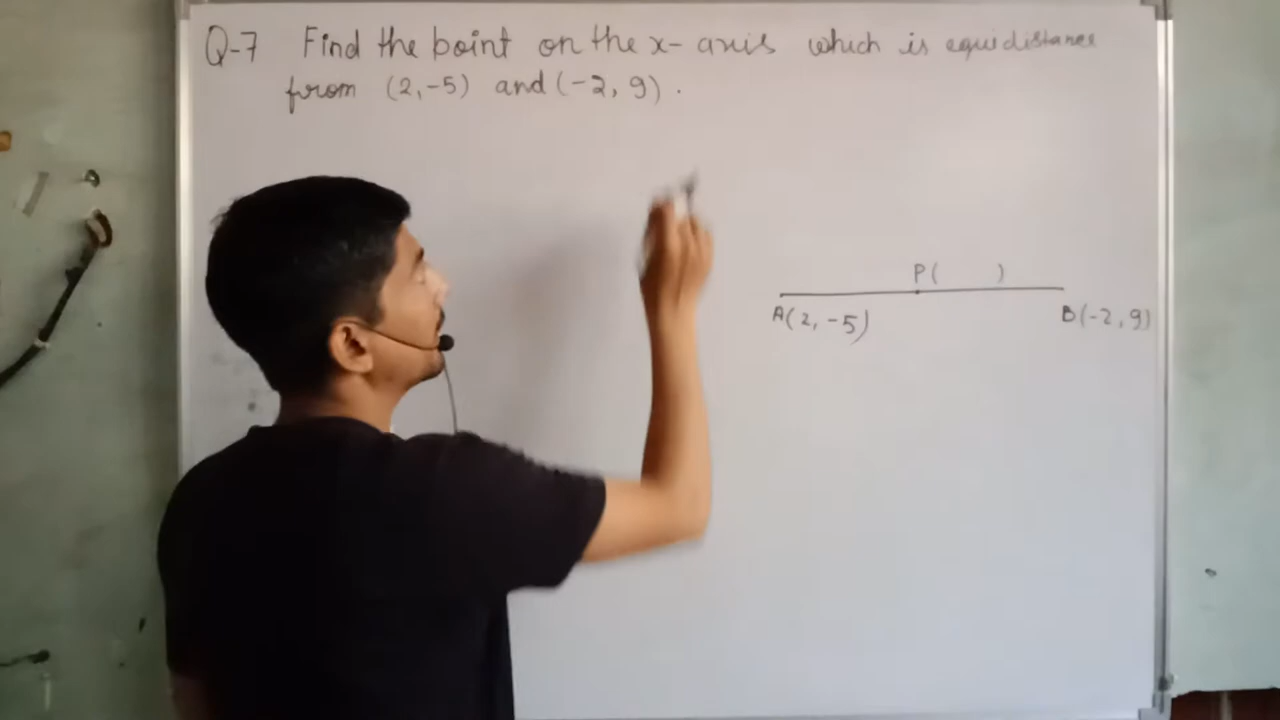 Q-7 Find the point on the x-axis which is equidistance
from (2,-5) and (-2, 9) .
P( )
A(2, -5)
B(-2, 9)